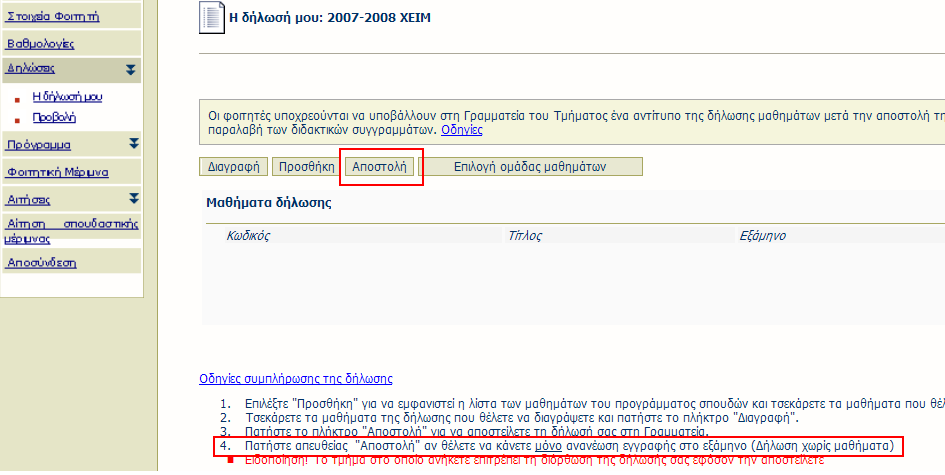 Στοιχεία Φοιτητή
Βαθμολογίες
Δηλώσεις
Η δήλωσή μου
Προβολή
Πρόγραμμα
Φοιτητική Μέριμνα
Αιτήσεις
Αίτηση σπουδαστικής
μέριμνας
Αποσύνδεση
Η δήλωσή μου: 2007-2008 ΧΕΙΜ
Οι φοιτητές υποχρεούνται να υποβάλλουν στη Γραμματεία του Τμήματος ένα αντίτυπο της δήλωσης μαθημάτων μετά την αποστολή
παραλαβή των διδακτικών συγγραμμάτων. Οδηγίες
Διαγραφή Προσθήκη Αποστολή Επιλογή ομάδας μαθημάτων
Μαθήματα δήλωσης
Κωδικός Τίτλος Εξάμηνο
Οδηγίες συμπλήρωσης της δήλωσης
1. Επιλέξτε "Προσθήκη" για να εμφανιστεί η λίστα των μαθημάτων του προγράμματος σπουδών και τσεκάρετε τα μαθήματα που
2. Τσεκάρετε τα μαθήματα της δήλωσης που θέλετε να διαγράψετε και πατήστε το πλήκτρο "Διαγραφή".
3. Πατήστε το πλήκτρο "Αποστολή" για να αποστείλετε τη δήλωσή σας στη Γραμματεία.
4. Πατήστε απευθείας "Αποστολή" αν θέλετε να κάνετε μόνο ανανέωση εγγραφής στο εξάμηνο (Δήλωση χωρίς μαθήματα)
Ειδοποίηση! Το τμήμα στο οποίο ανήκετε επιτρέπει τη διόρθωση της δήλωσής σας εφόσον την αποστείλετε